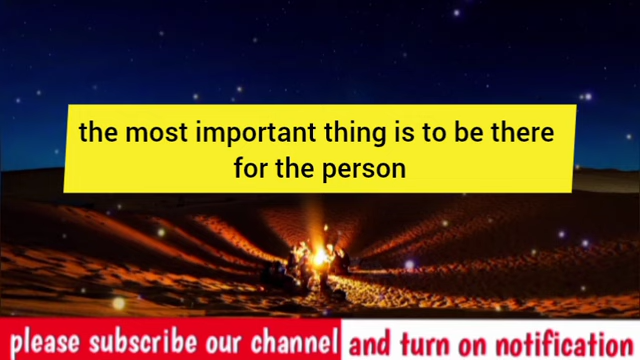 the most important thing is to be there
for the person
please subscribe our channel and turn on notification